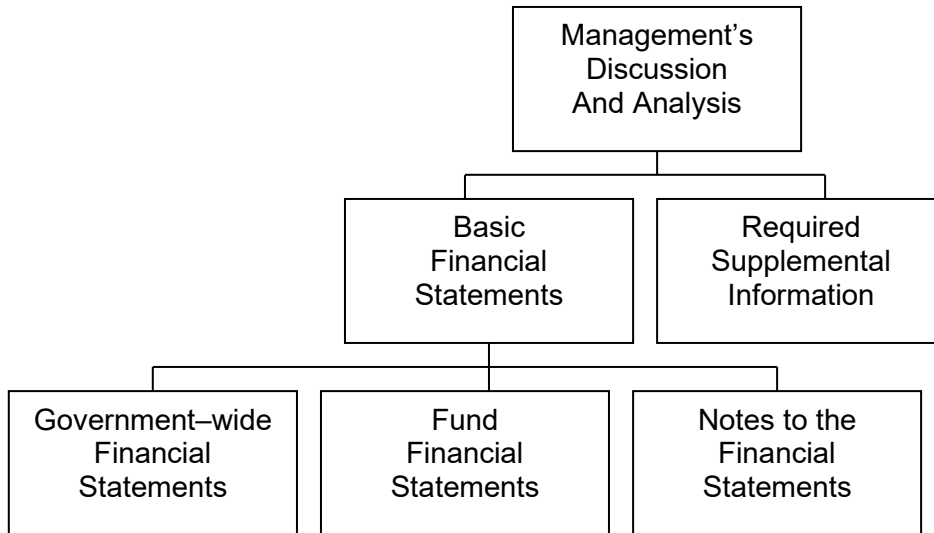 Management’s
Discussion
And Analysis
Basic
Financial
Statements
Required
Supplemental
Information
Government–wide
Financial
Statements
Fund
Financial
Statements
Notes to the
Financial
Statements